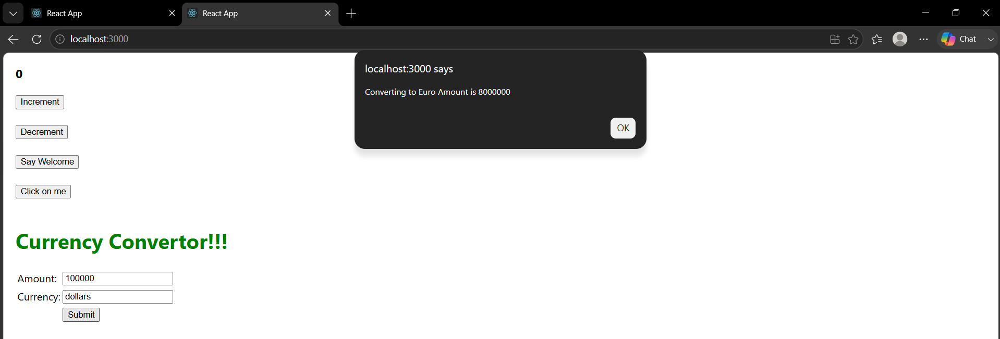 React App
React App
localhost:3000
Chat
localhost:3000 says
Converting to Euro Amount is 8000000
OK
0
Increment
Decrement
Say Welcome
Click on me
Currency Convertor!!!
Amount: 100000
Currency: dollars
Submit